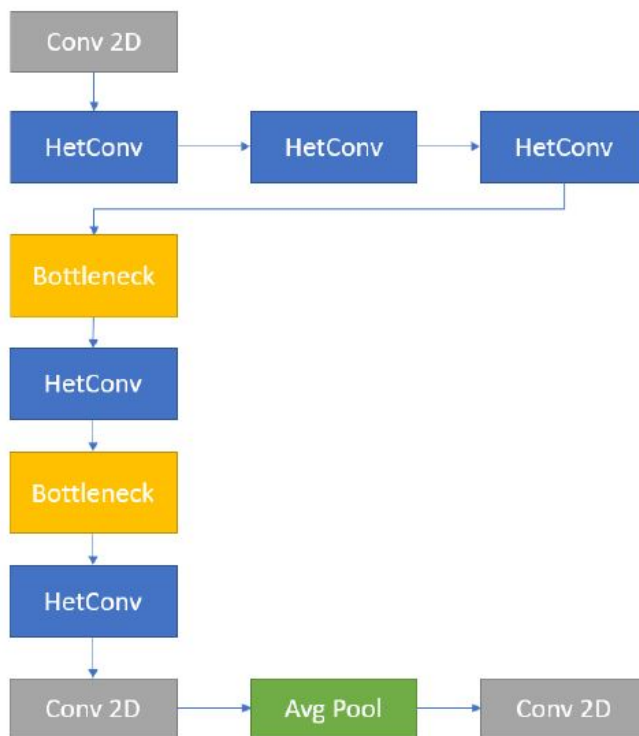 Conv 2D
HetConv
HetConv
HetConv
Bottleneck
HetConv
Bottleneck
HetConv
Conv 2D
Avg Pool
Conv 2D